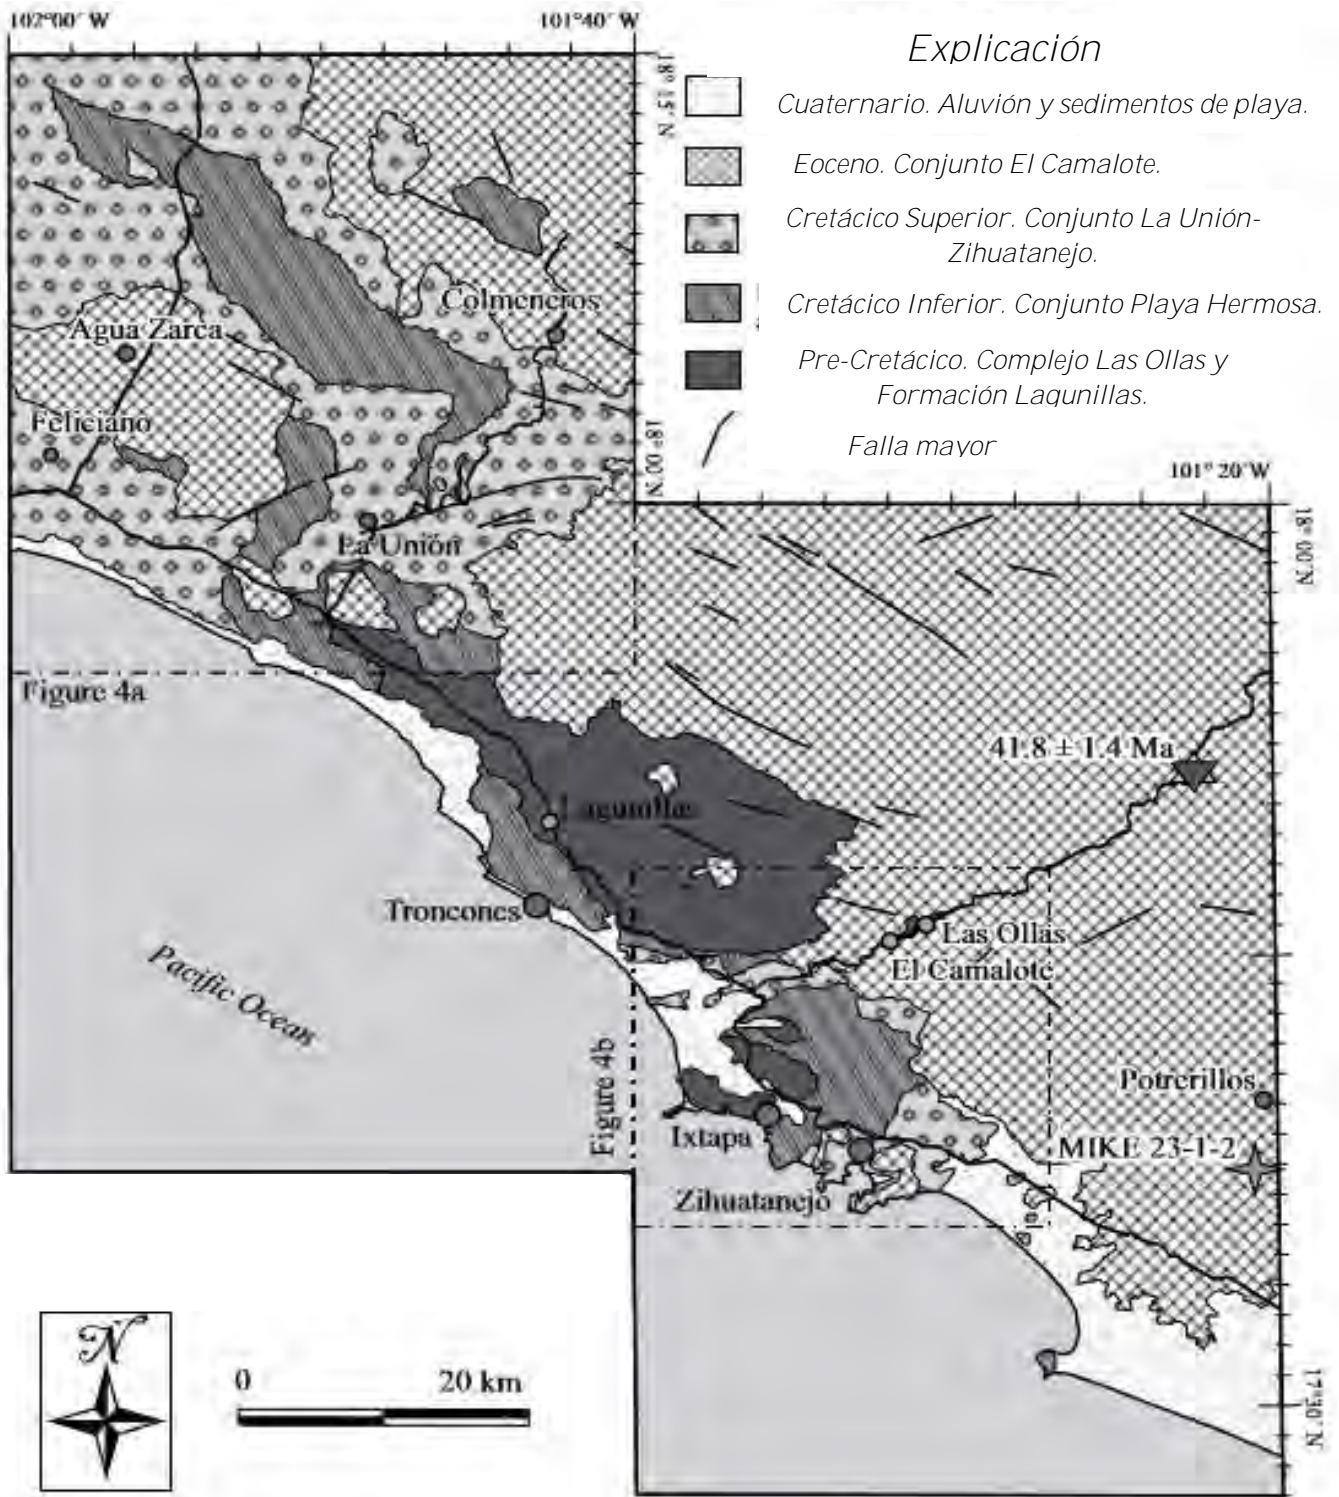 102°00' W
101°40' W
18° 15' N
Explicación
Cuaternario. Aluvión y sedimentos de playa.
Eoceno. Conjunto El Camalote.
Cretácico Superior. Conjunto La Unión-
Zihuatanejo.
Cretácico Inferior. Conjunto Playa Hermosa.
Pre-Cretácico. Complejo Las Ollas y
Formación Lagunillas.
Falla mayor
Colmeneros
Agua Zarca
Feliciano
18° 00' N
101° 20' W
18° 00' N
La Unión
Figure 4a
41.8 ± 1.4 Ma
Lagunillas
Troncones
Las Ollas
El Camalote
Pacific Ocean
Figure 4b
Potrerillos
Ixtapa
MIKE 23-1-2
Zihuatanejo
N
0 20 km
17°30' N